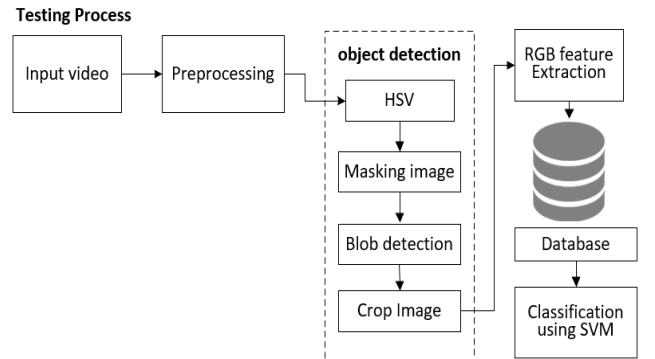 Testing Process
Input video
Preprocessing
object detection
HSV
Masking image
Blob detection
Crop Image
RGB feature
Extraction
Database
Classification
using SVM